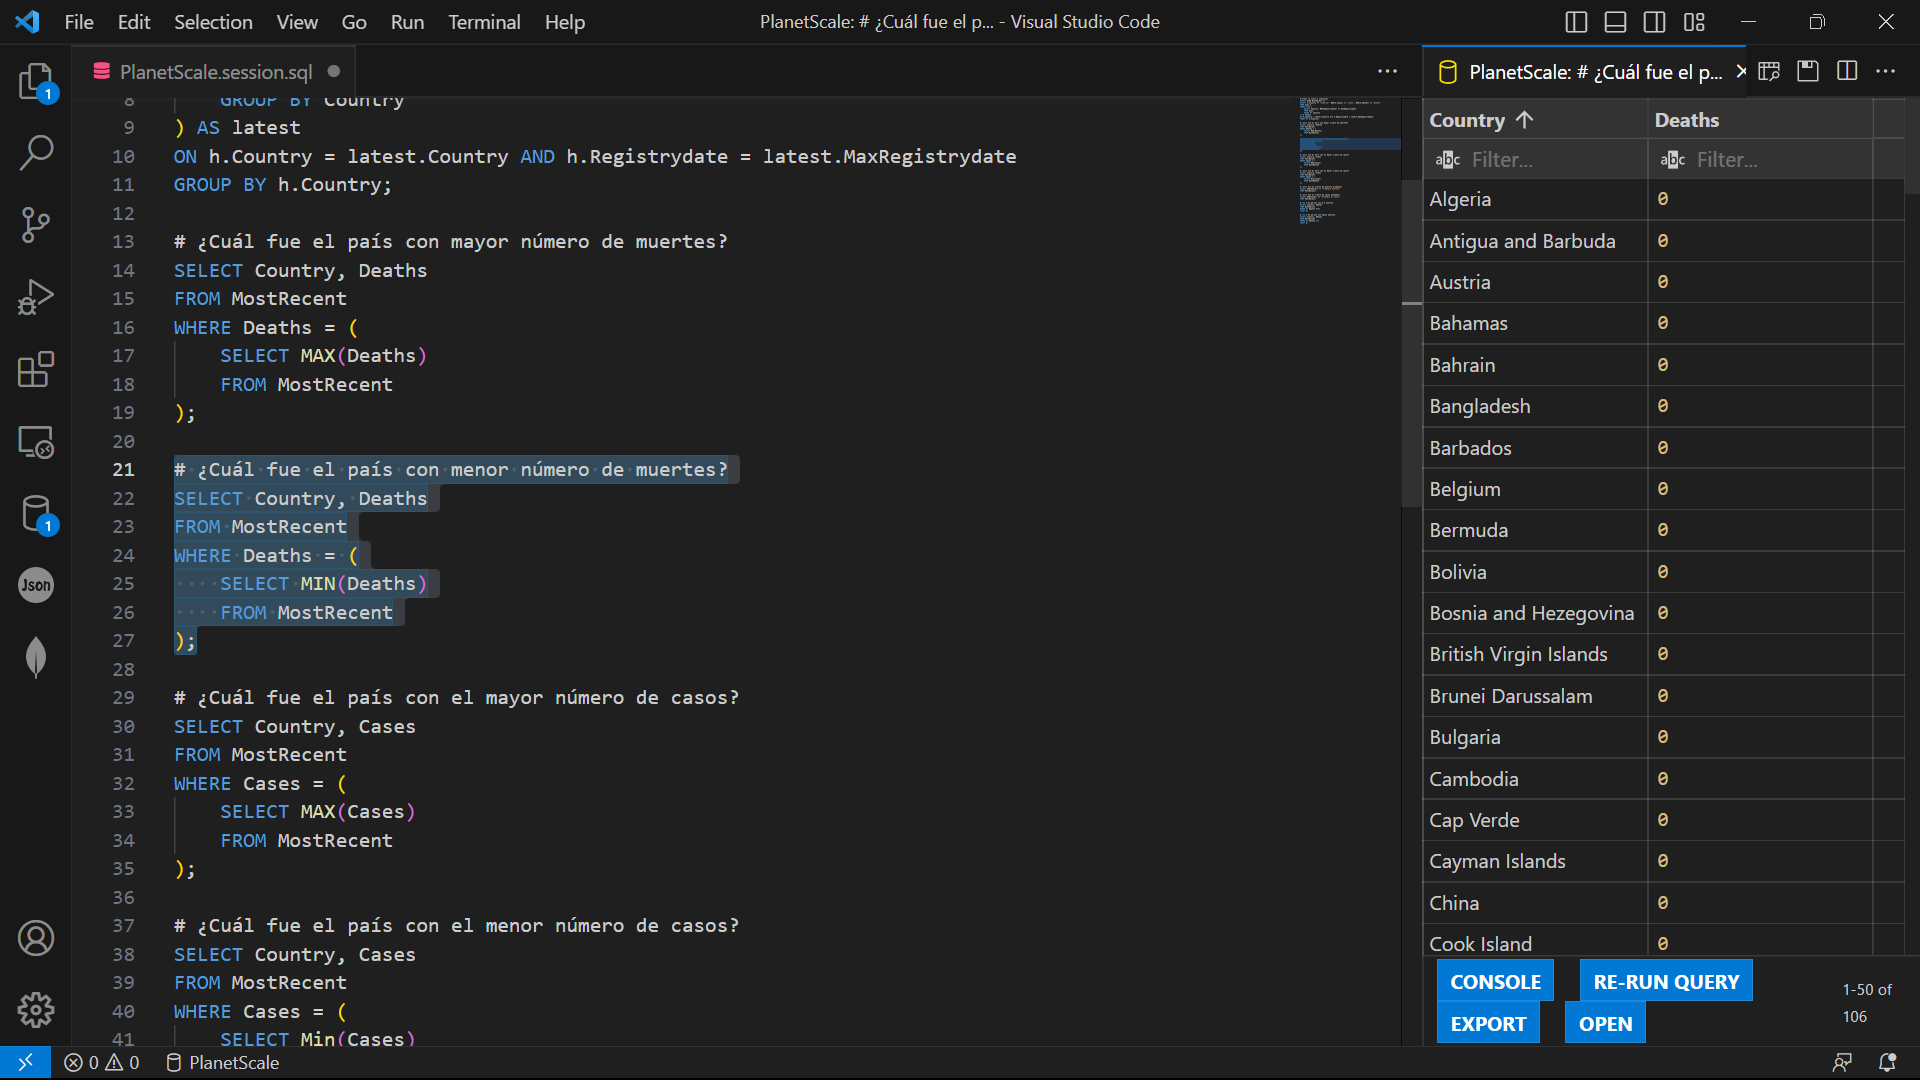 File Edit Selection View Go Run Terminal Help
PlanetScale: # ¿Cuál fue el p... - Visual Studio Code
PlanetScale.session.sql
8 GROUP BY Country
9 ) AS latest
10 ON h.Country = latest.Country AND h.Registrydate = latest.MaxRegistrydate
11 GROUP BY h.Country;
12
13 # ¿Cuál fue el país con mayor número de muertes?
14 SELECT Country, Deaths
15 FROM MostRecent
16 WHERE Deaths = (
17 SELECT MAX(Deaths)
18 FROM MostRecent
19 );
20
21 # ¿Cuál fue el país con menor número de muertes?
22 SELECT Country, Deaths
23 FROM MostRecent
24 WHERE Deaths = (
25 SELECT MIN(Deaths)
26 FROM MostRecent
27 );
28
29 # ¿Cuál fue el país con el mayor número de casos?
30 SELECT Country, Cases
31 FROM MostRecent
32 WHERE Cases = (
33 SELECT MAX(Cases)
34 FROM MostRecent
35 );
36
37 # ¿Cuál fue el país con el menor número de casos?
38 SELECT Country, Cases
39 FROM MostRecent
40 WHERE Cases = (
41 SELECT Min(Cases)
1
1
Json
PlanetScale: # ¿Cuál fue el p...
Country Deaths
abc Filter... abc Filter...
Algeria 0
Antigua and Barbuda 0
Austria 0
Bahamas 0
Bahrain 0
Bangladesh 0
Barbados 0
Belgium 0
Bermuda 0
Bolivia 0
Bosnia and Hezegovina 0
British Virgin Islands 0
Brunei Darussalam 0
Bulgaria 0
Cambodia 0
Cap Verde 0
Cayman Islands 0
China 0
Cook Island 0
CONSOLE RE-RUN QUERY
EXPORT OPEN
1-50 of
106
0 0 PlanetScale